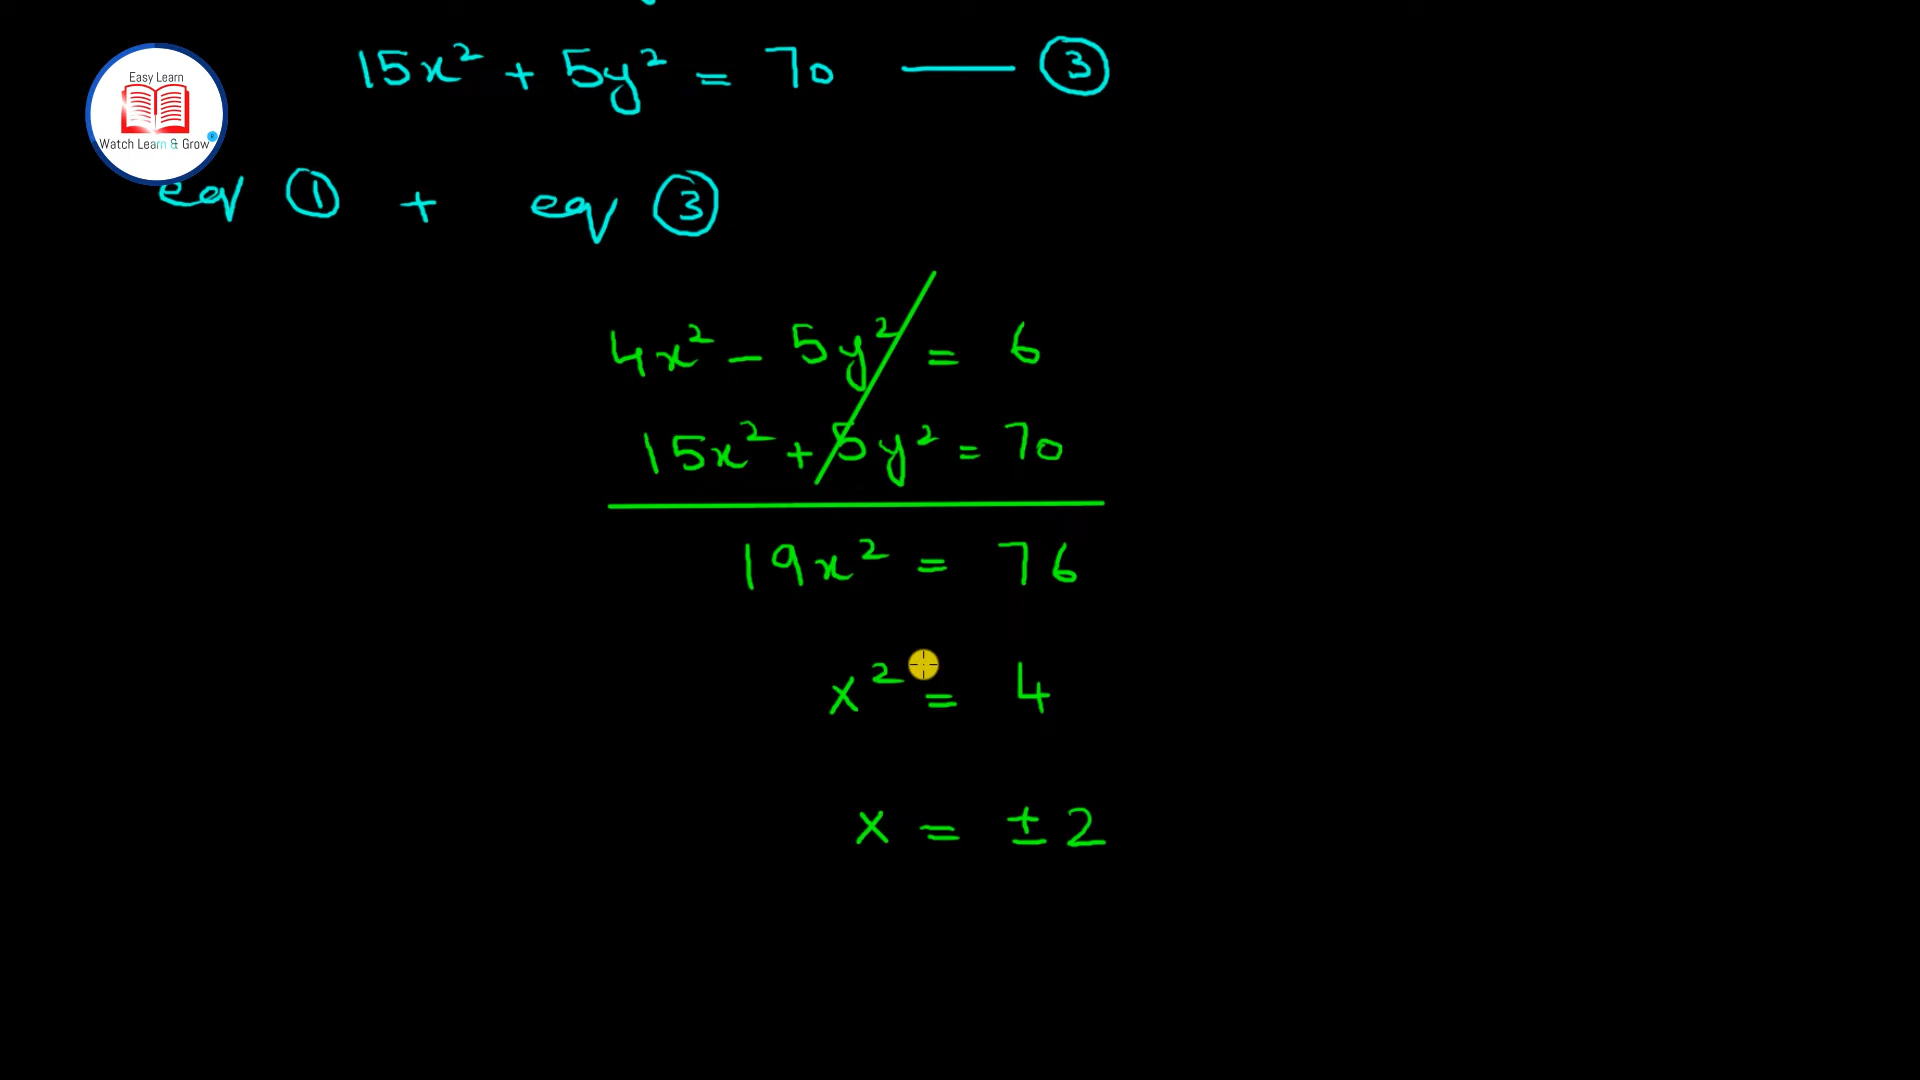 15x² + 5y² = 70 —— ③
Easy Learn
Watch Learn & Grow
eq ① + eq ③
4x² - 5y² = 6
15x² + 5y² = 70
19x² = 76
x² = 4
x = ± 2